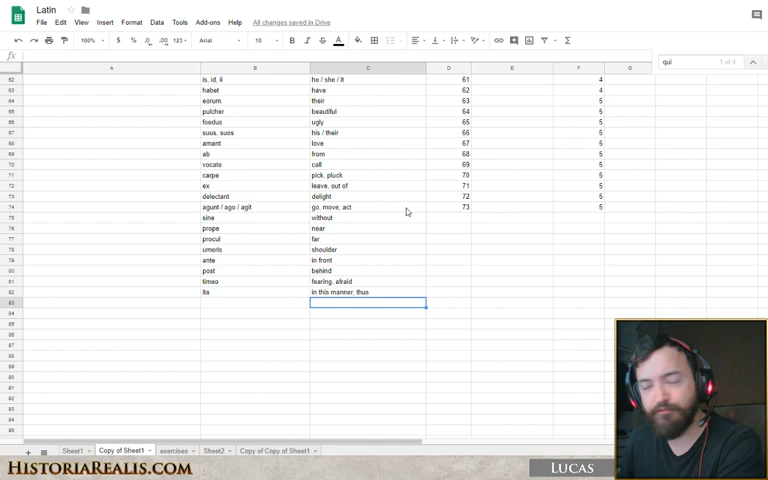 Latin
File Edit View Insert Format Data Tools Add-ons Help All changes saved in Drive
100% $ % .0 .00 123 Arial 10 B I S A Σ
fx
qui 1 of 4
A B C D E F G
62 is, id, ii he / she / it 61 4
63 habet have 62 4
64 eorum their 63 5
65 pulcher beautiful 64 5
66 foedus ugly 65 5
67 suus, suos his / their 66 5
68 amant love 67 5
69 ab from 68 5
70 vocate call 69 5
71 carpe pick, pluck 70 5
72 ex leave, out of 71 5
73 delectant delight 72 5
74 agunt / ago / agit go, move, act 73 5
75 sine without
76 prope near
77 procul far
78 umeris shoulder
79 ante in front
80 post behind
81 timeo fearing, afraid
82 ita in this manner, thus
83
84
85
86
87
88
89
90
91
92
93
94
95
Sheet1 Copy of Sheet1 exercises Sheet2 Copy of Copy of Sheet1
HISTORIAREALIS.COM LUCAS